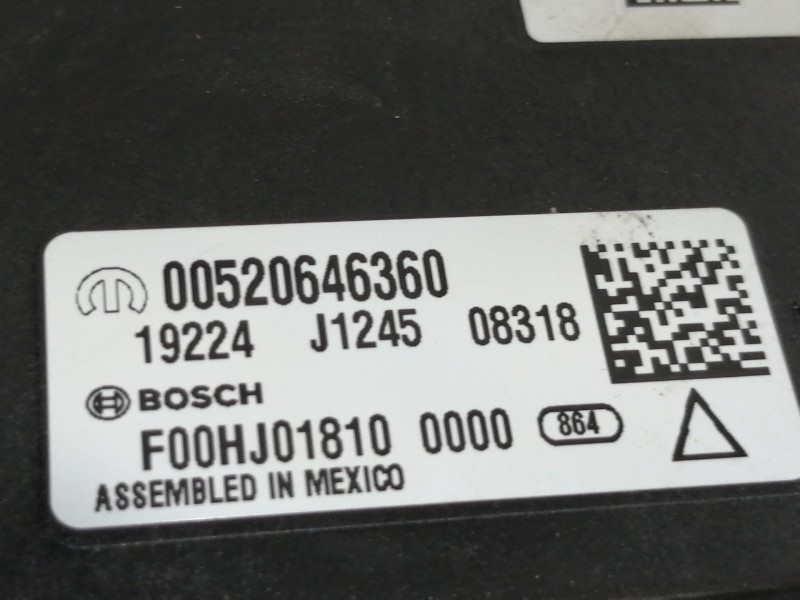 00520646360
19224 J1245 08318
BOSCH
F00HJ01810 0000 864
ASSEMBLED IN MEXICO